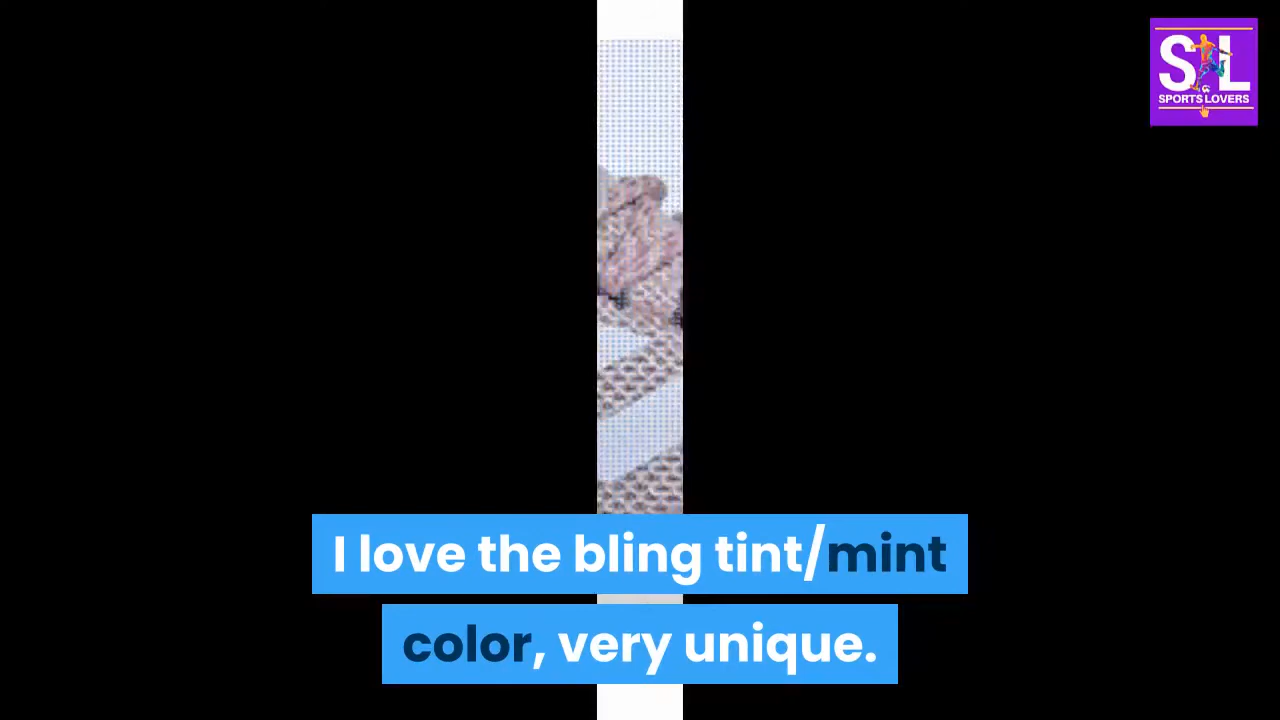 SL
SPORTS LOVERS
I love the bling tint/mint
color, very unique.